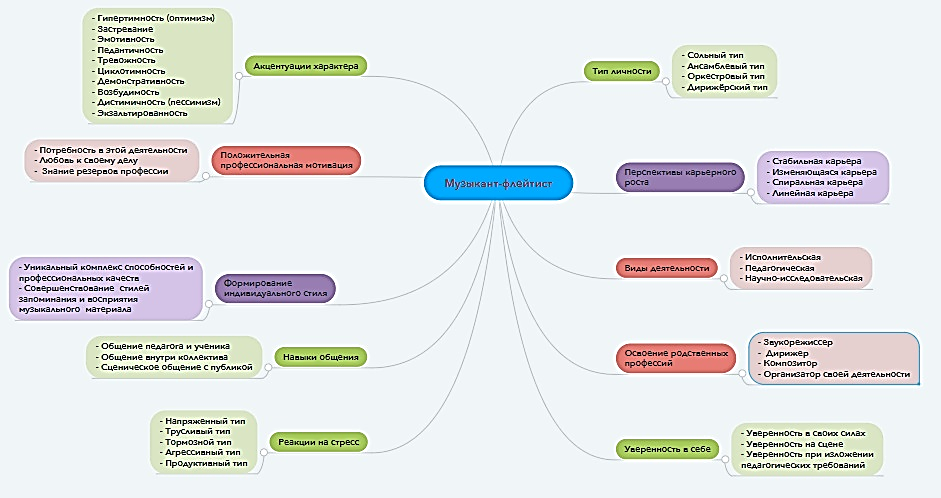 Музыкант-флейтист
Акцентуации характера
- Гипертимность (оптимизм)
- Застревание
- Эмотивность
- Педантичность
- Тревожность
- Циклотимность
- Демонстративность
- Возбудимость
- Дистимичность (пессимизм)
- Экзальтированность
Положительная
профессиональная мотивация
- Потребность в этой деятельности
- Любовь к своему делу
- Знание резервов профессии
Формирование
индивидуального стиля
- Уникальный комплекс способностей и
профессиональных качеств
- Совершенствование стилей
запоминания и восприятия
музыкального материала
Навыки общения
- Общение педагога и ученика
- Общение внутри коллектива
- Сценическое общение с публикой
Реакции на стресс
- Напряженный тип
- Трусливый тип
- Тормозной тип
- Агрессивный тип
- Продуктивный тип
Тип личности
- Сольный тип
- Ансамблевый тип
- Оркестровый тип
- Дирижёрский тип
Перспективы карьерного
роста
- Стабильная карьера
- Изменяющаяся карьера
- Спиральная карьера
- Линейная карьера
Виды деятельности
- Исполнительская
- Педагогическая
- Научно-исследовательская
Освоение родственных
профессий
- Звукорежиссер
- Дирижер
- Композитор
- Организатор своей деятельности
Уверенность в себе
- Уверенность в своих силах
- Уверенность на сцене
- Уверенность при изложении
педагогических требований